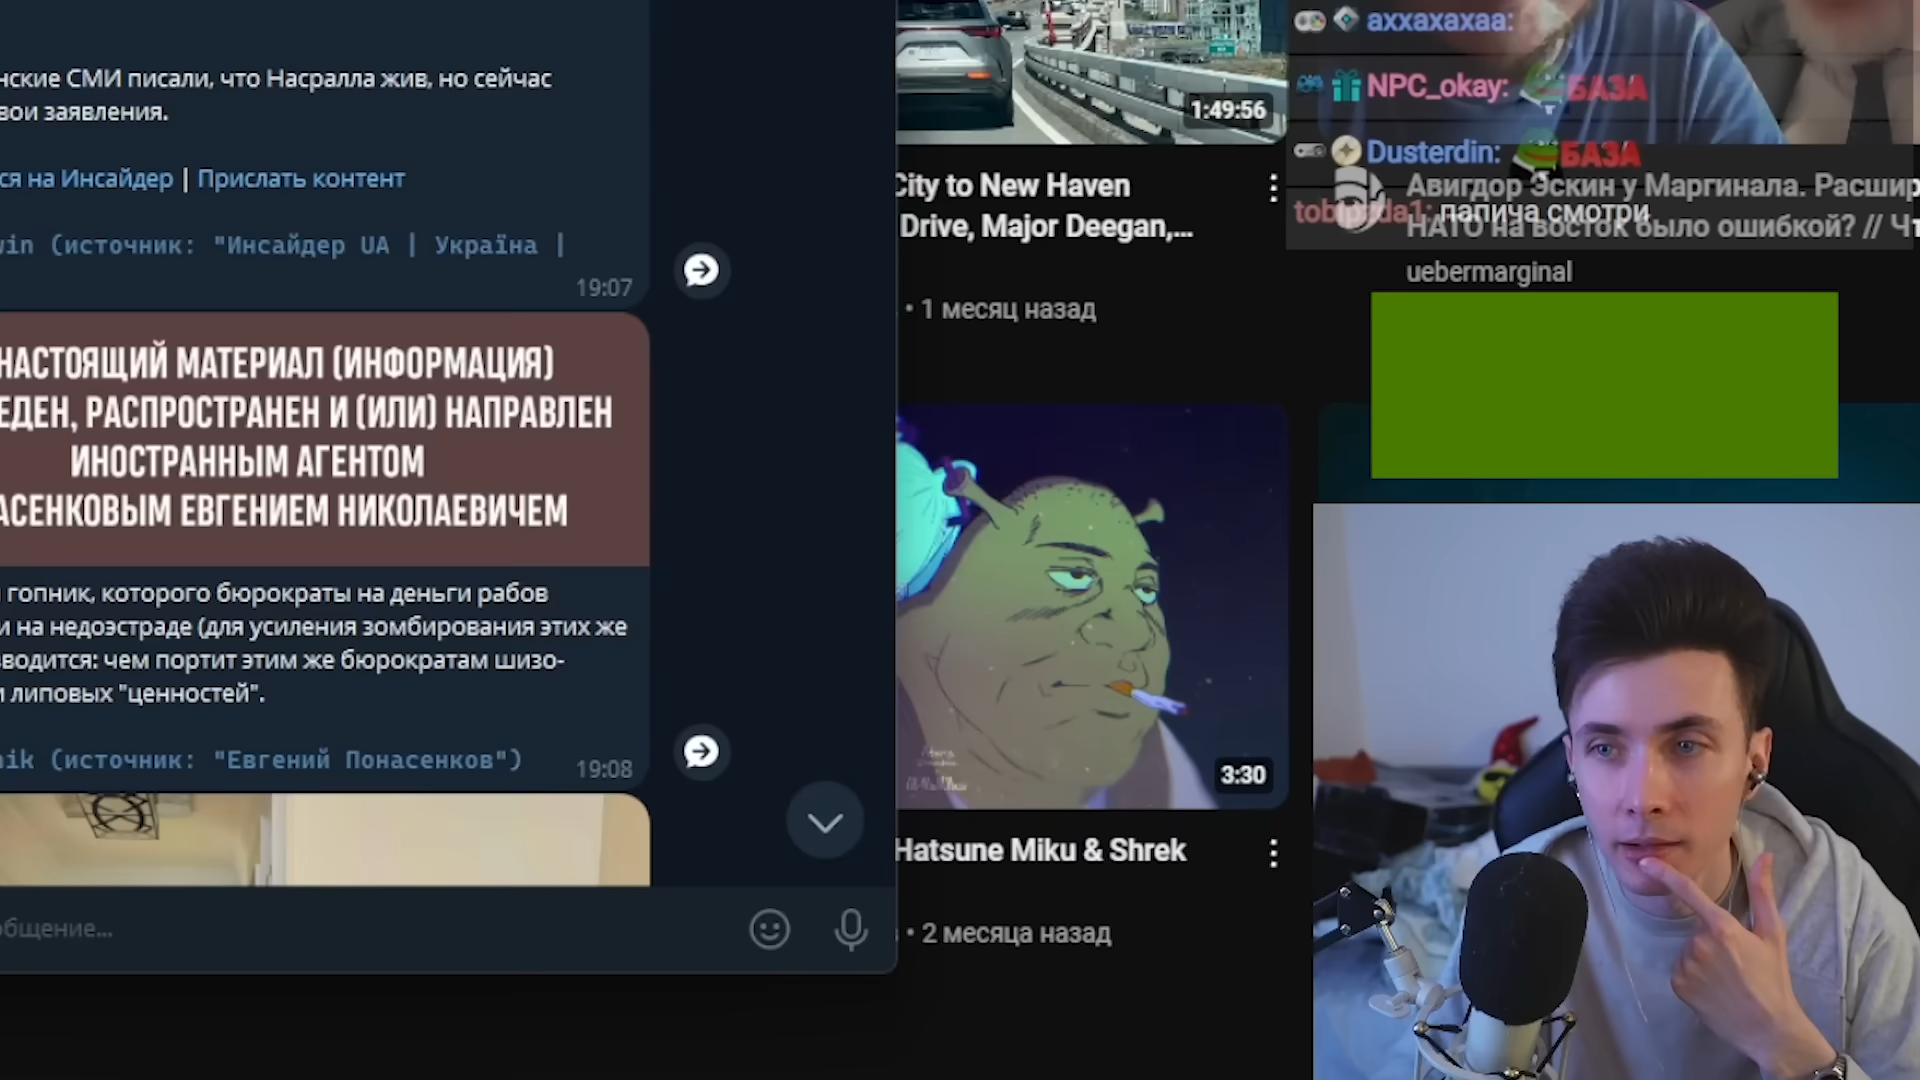 нские СМИ писали, что Насралла жив, но сейчас
вои заявления.
ся на Инсайдер | Прислать контент
vin (источник: "Инсайдер UA | Україна |
19:07
НАСТОЯЩИЙ МАТЕРИАЛ (ИНФОРМАЦИЯ)
ЕДЕН, РАСПРОСТРАНЕН И (ИЛИ) НАПРАВЛЕН
ИНОСТРАННЫМ АГЕНТОМ
АСЕНКОВЫМ ЕВГЕНИЕМ НИКОЛАЕВИЧЕМ
гопник, которого бюрократы на деньги рабов
и на недоэстраде (для усиления зомбирования этих же
зводится: чем портит этим же бюрократам шизо-
и липовых "ценностей".
nik (источник: "Евгений Понасенков")
19:08
общение...
1:49:56
City to New Haven
Drive, Major Deegan,...
• 1 месяц назад
3:30
Hatsune Miku & Shrek
• 2 месяца назад
аххахахаа:
NPC_okay: БАЗА
Dusterdin: БАЗА
папича смотри
Авигдор Эскин у Маргинала. Расшир
НАТО на восток было ошибкой? // Чт
uebermarginal